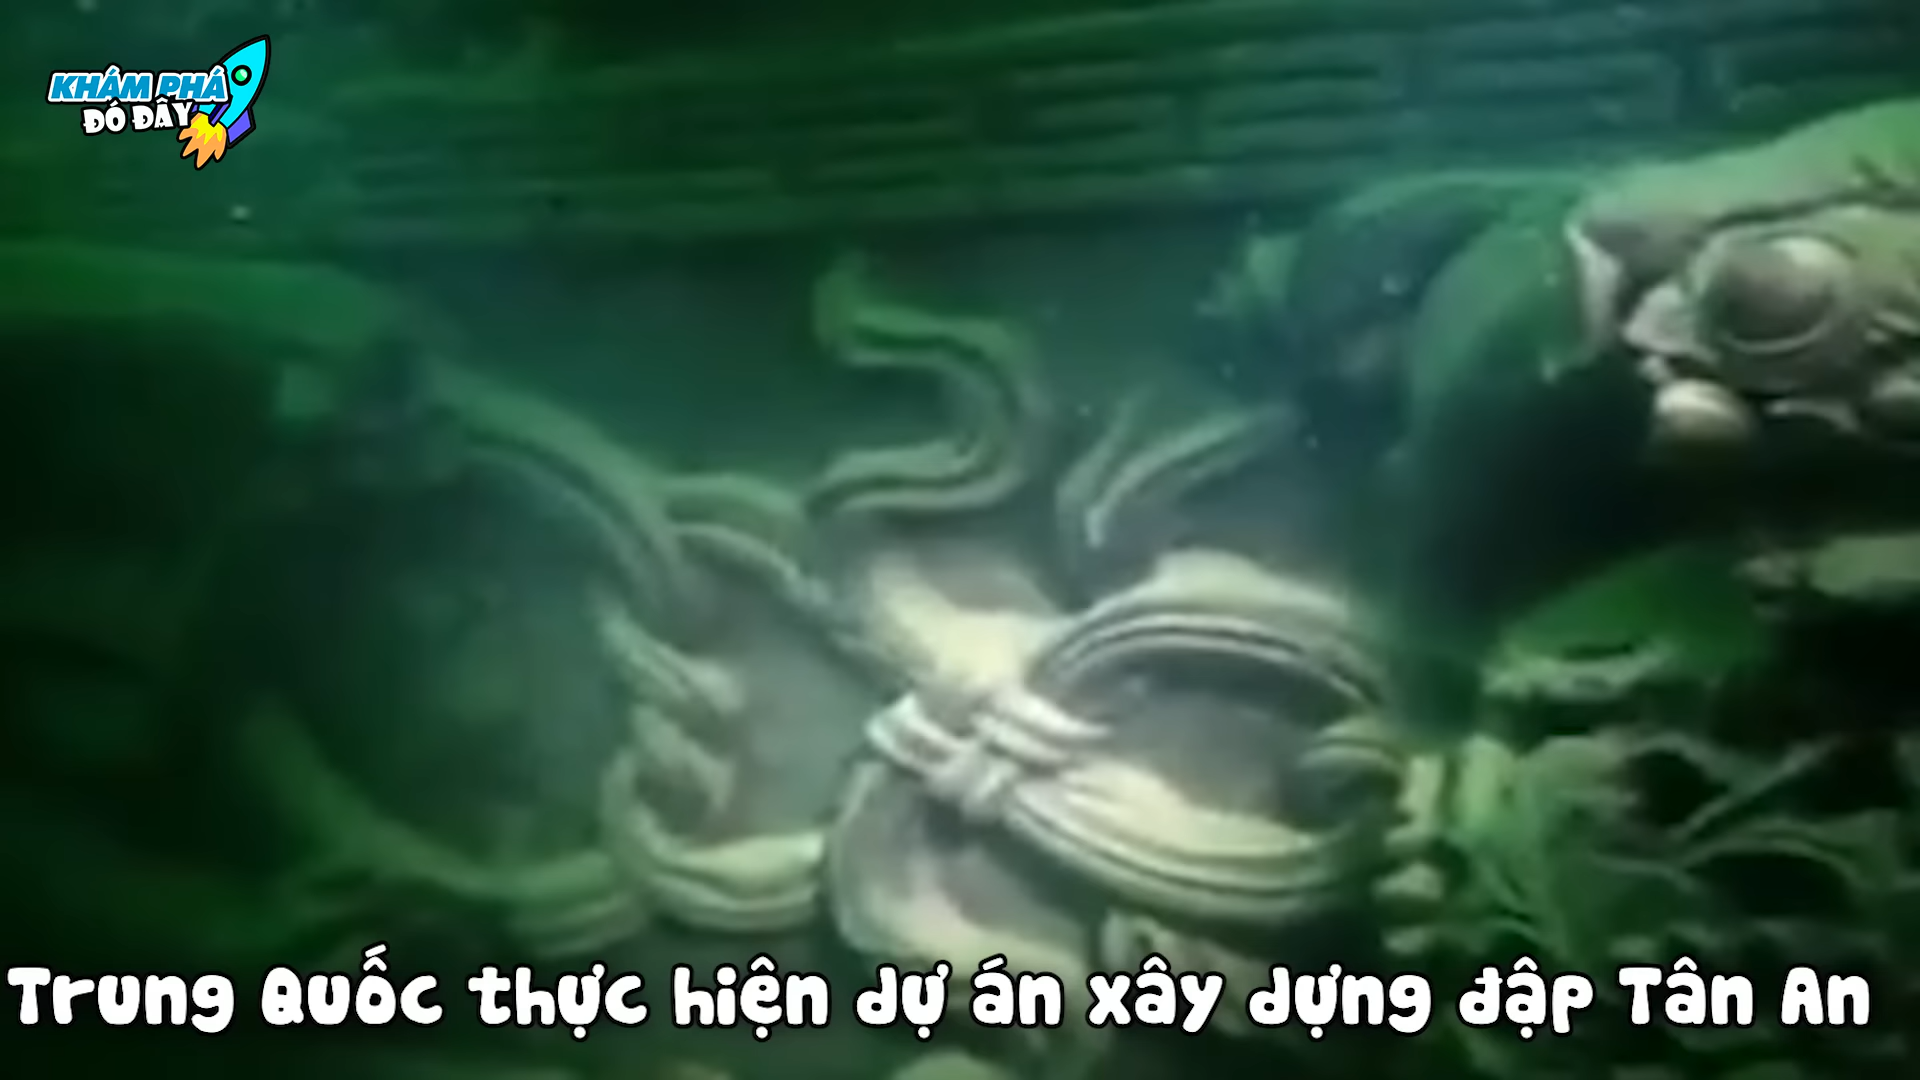 KHÁM PHÁ
ĐÓ ĐÂY
Trung Quốc thực hiện dự án xây dựng đập Tân An